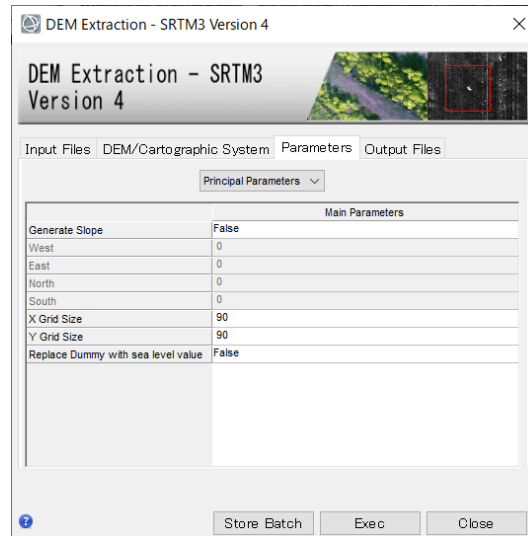 DEM Extraction - SRTM3 Version 4
DEM Extraction - SRTM3
Version 4
Input Files DEM/Cartographic System Parameters Output Files
Principal Parameters
Main Parameters
Generate Slope False
West 0
East 0
North 0
South 0
X Grid Size 90
Y Grid Size 90
Replace Dummy with sea level value False
?
Store Batch Exec Close